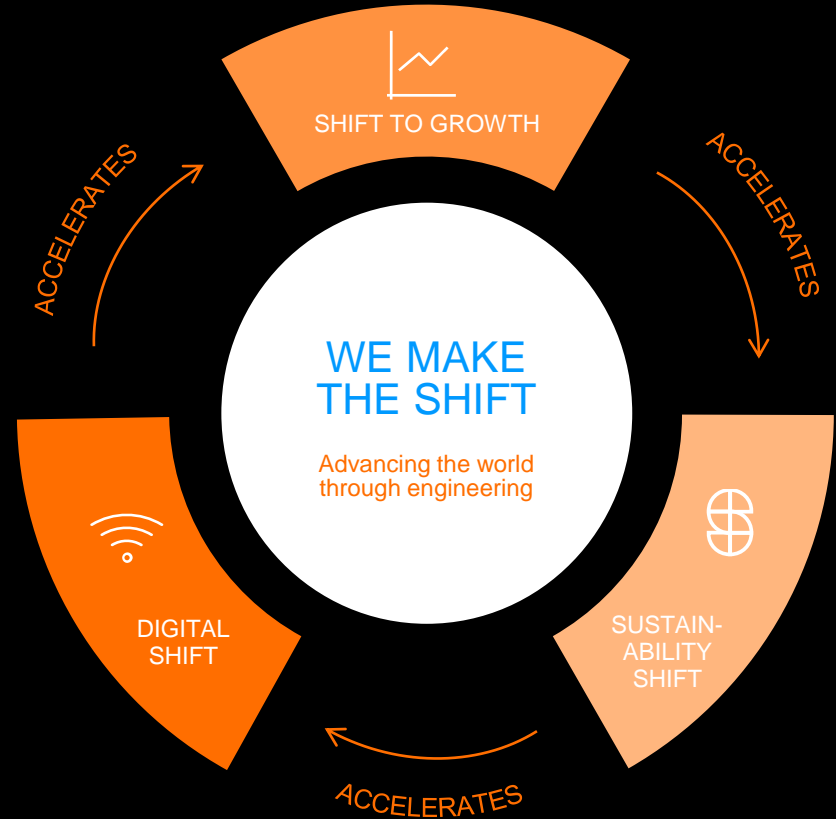 SHIFT TO GROWTH
ACCELERATES
ACCELERATES
WE MAKE
THE SHIFT
Advancing the world
through engineering
DIGITAL
SHIFT
SUSTAIN-
ABILITY
SHIFT
ACCELERATES